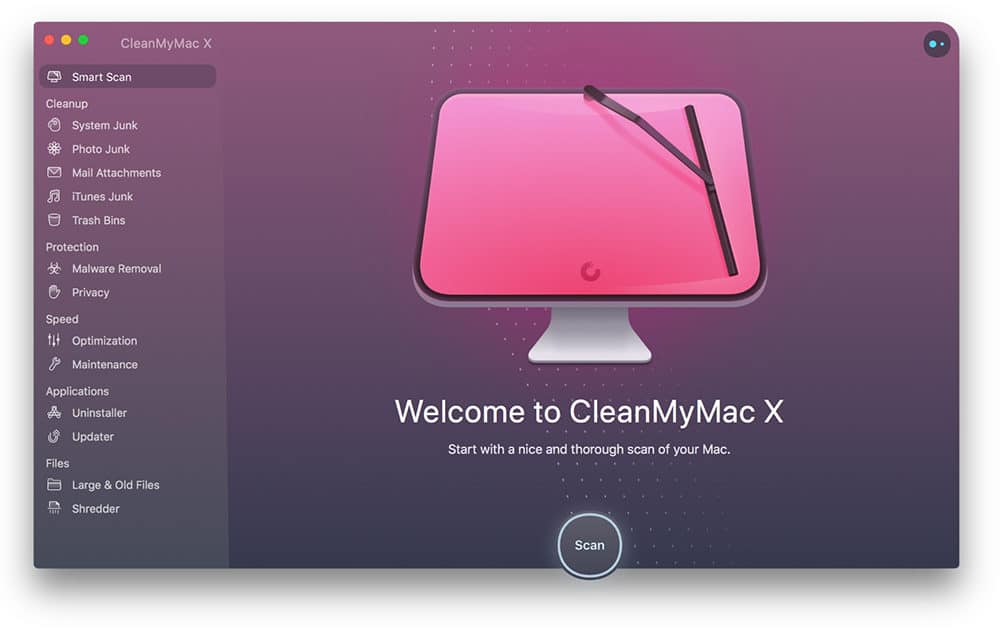 CleanMyMac X
Smart Scan
Cleanup
System Junk
Photo Junk
Mail Attachments
iTunes Junk
Trash Bins
Protection
Malware Removal
Privacy
Speed
Optimization
Maintenance
Applications
Uninstaller
Updater
Files
Large & Old Files
Shredder
Welcome to CleanMyMac X
Start with a nice and thorough scan of your Mac.
Scan